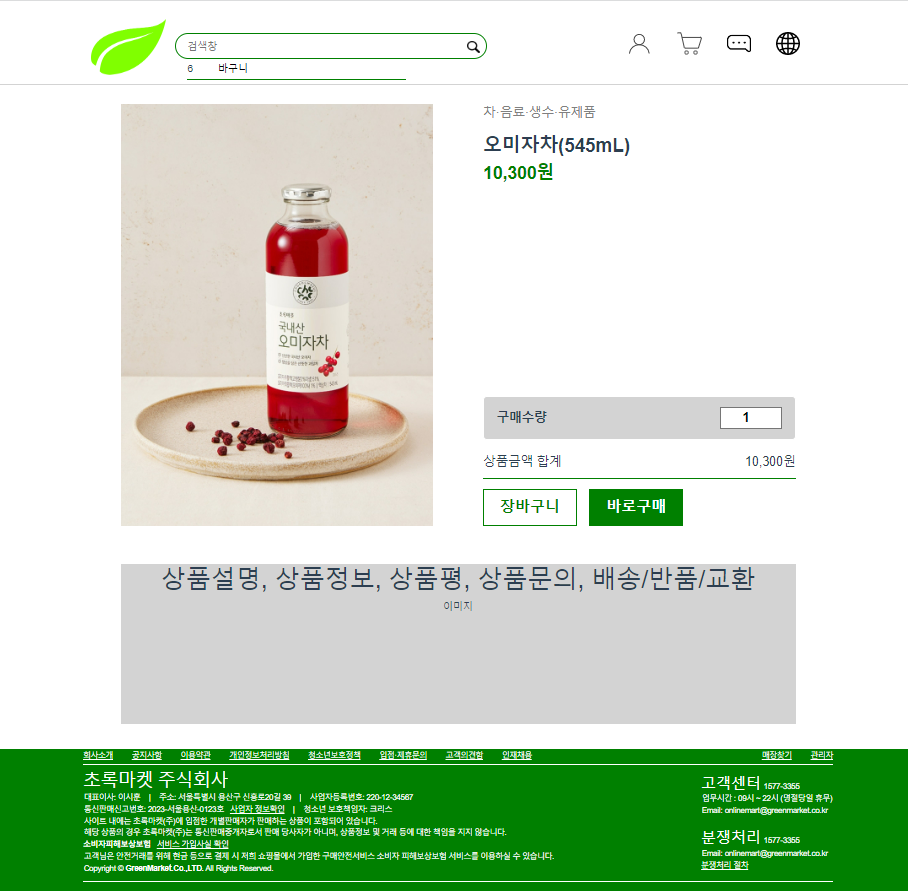 검색창
6 바구니
차·음료·생수·유제품
오미자차(545mL)
10,300원
국내산
오미자차
구매수량 1
상품금액 합계 10,300원
장바구니 바로구매
상품설명, 상품정보, 상품평, 상품문의, 배송/반품/교환
이미지
회사소개 공지사항 이용약관 개인정보처리방침 청소년보호정책 입점·제휴문의 고객의견함 인재채용 매장찾기 관리자
초록마켓 주식회사
대표이사: 이시훈 | 주소: 서울특별시 용산구 신흥로20길 39 | 사업자등록번호: 220-12-34567
통신판매신고번호: 2023-서울용산-0123호 사업자 정보확인 | 청소년 보호책임자: 크리스
사이트 내에는 초록마켓(주)에 입점한 개별판매자가 판매하는 상품이 포함되어 있습니다.
해당 상품의 경우 초록마켓(주)는 통신판매중개자로서 판매 당사자가 아니며, 상품정보 및 거래 등에 대한 책임을 지지 않습니다.
소비자피해보상보험 서비스 가입사실 확인
고객님은 안전거래를 위해 현금 등으로 결제 시 저희 쇼핑몰에서 가입한 구매안전서비스 소비자 피해보상보험 서비스를 이용하실 수 있습니다.
Copyright © GreenMarket.Co.,LTD. All Rights Reserved.
고객센터 1577-3355
업무시간 : 09시 ~ 22시 (명절당일 휴무)
Email: onlinemart@greenmarket.co.kr
분쟁처리 1577-3355
Email: onlinemart@greenmarket.co.kr
분쟁처리 절차